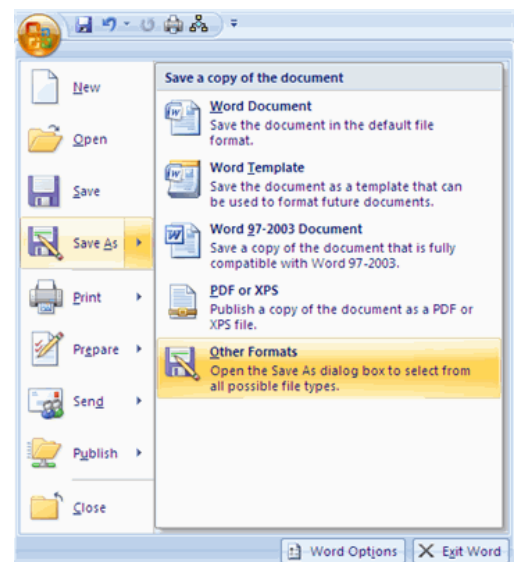 New
Open
Save
Save As
Print
Prepare
Send
Publish
Close
Save a copy of the document
Word Document
Save the document in the default file
format.
Word Template
Save the document as a template that can
be used to format future documents.
Word 97-2003 Document
Save a copy of the document that is fully
compatible with Word 97-2003.
PDF or XPS
Publish a copy of the document as a PDF or
XPS file.
Other Formats
Open the Save As dialog box to select from
all possible file types.
Word Options
Exit Word